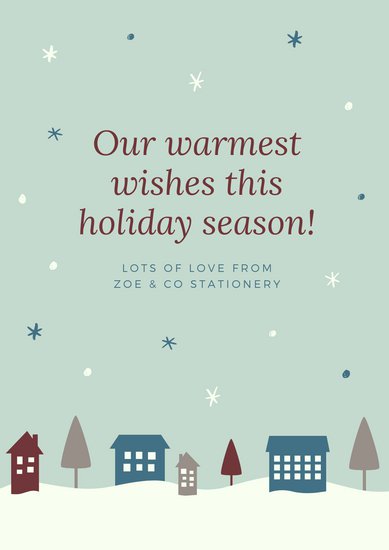 Our warmest
wishes this
holiday season!
LOTS OF LOVE FROM
ZOE & CO STATIONERY